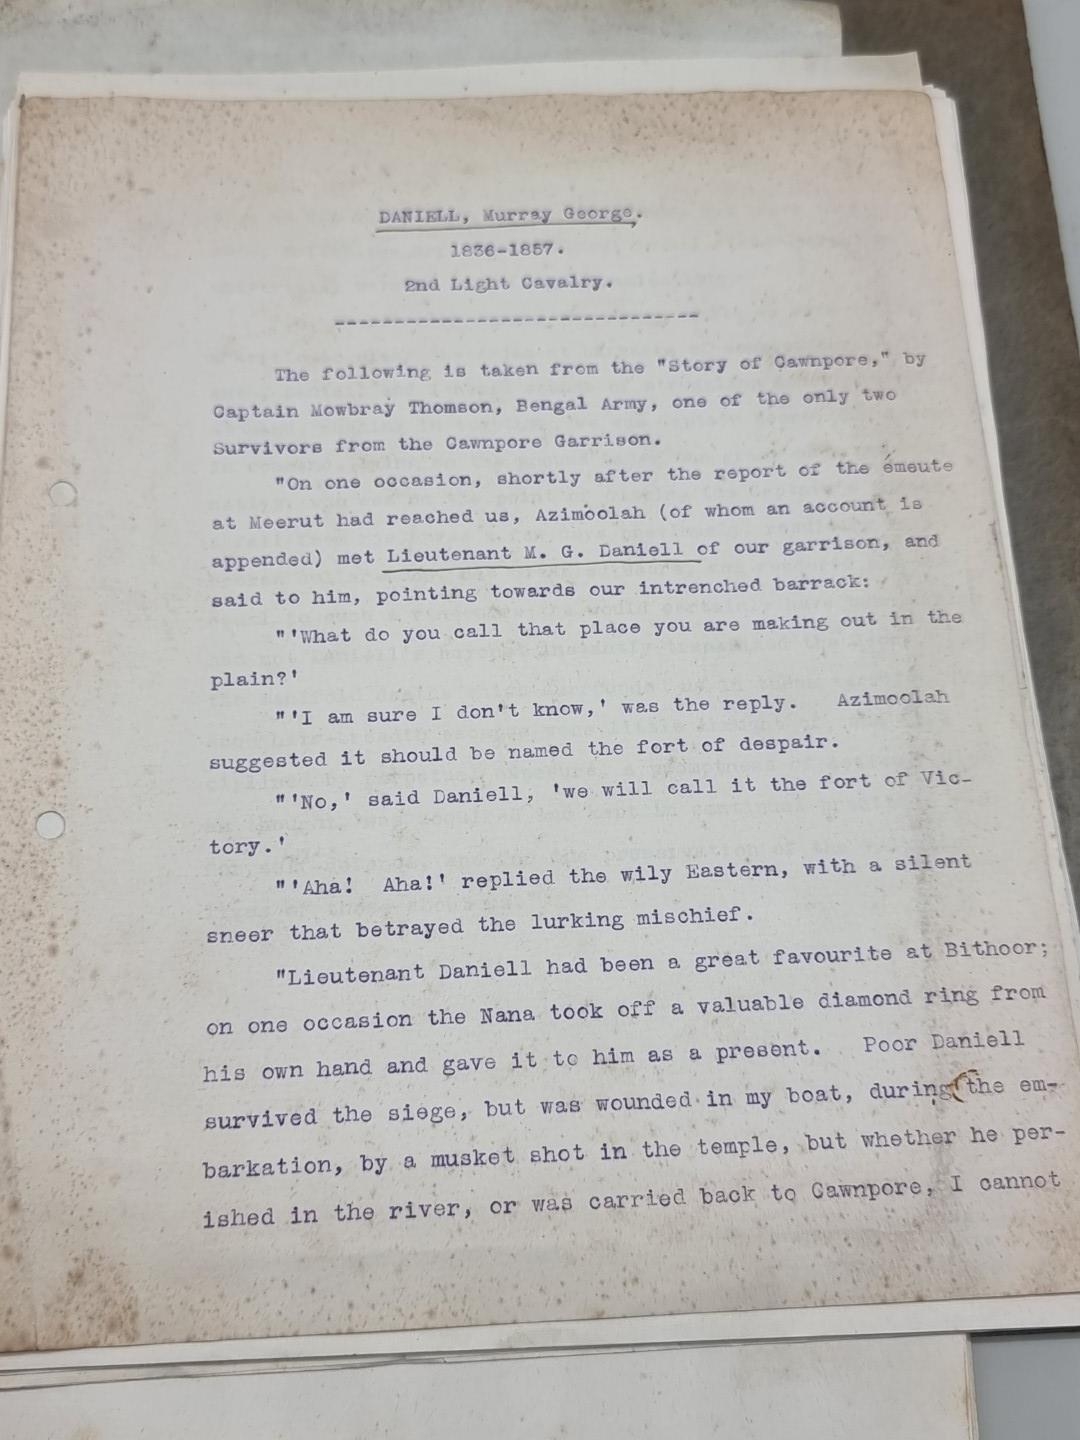 DANIELL, Murray George.
1836-1857.
2nd Light Cavalry.
------------------------------
The following is taken from the "Story of Cawnpore," by
Captain Mowbray Thomson, Bengal Army, one of the only two
Survivors from the Cawnpore Garrison.
"On one occasion, shortly after the report of the émeute
at Meerut had reached us, Azimoolah (of whom an account is
appended) met Lieutenant M. G. Daniell of our garrison, and
said to him, pointing towards our intrenched barrack:
"'What do you call that place you are making out in the
plain?'
"'I am sure I don't know,' was the reply. Azimoolah
suggested it should be named the fort of despair.
"'No,' said Daniell, 'we will call it the fort of Vic-
tory.'
"'Aha! Aha!' replied the wily Eastern, with a silent
sneer that betrayed the lurking mischief.
"Lieutenant Daniell had been a great favourite at Bithoor;
on one occasion the Nana took off a valuable diamond ring from
his own hand and gave it to him as a present. Poor Daniell
survived the siege, but was wounded in my boat, during the em-
barkation, by a musket shot in the temple, but whether he per-
ished in the river, or was carried back to Cawnpore, I cannot